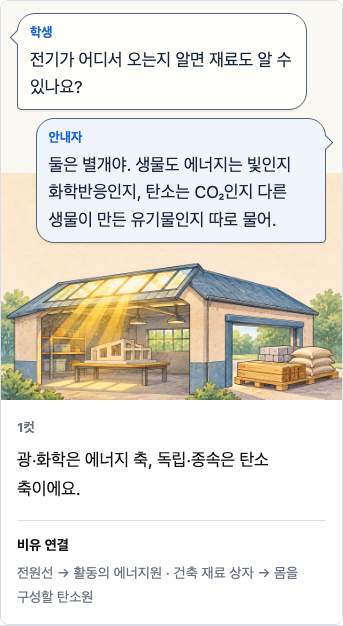 학생
전기가 어디서 오는지 알면 재료도 알 수
있나요?
안내자
둘은 별개야. 생물도 에너지는 빛인지
화학반응인지, 탄소는 CO₂인지 다른
생물이 만든 유기물인지 따로 물어.
1컷
광·화학은 에너지 축, 독립·종속은 탄소
축이에요.
비유 연결
전원선 → 활동의 에너지원 · 건축 재료 상자 → 몸을
구성할 탄소원